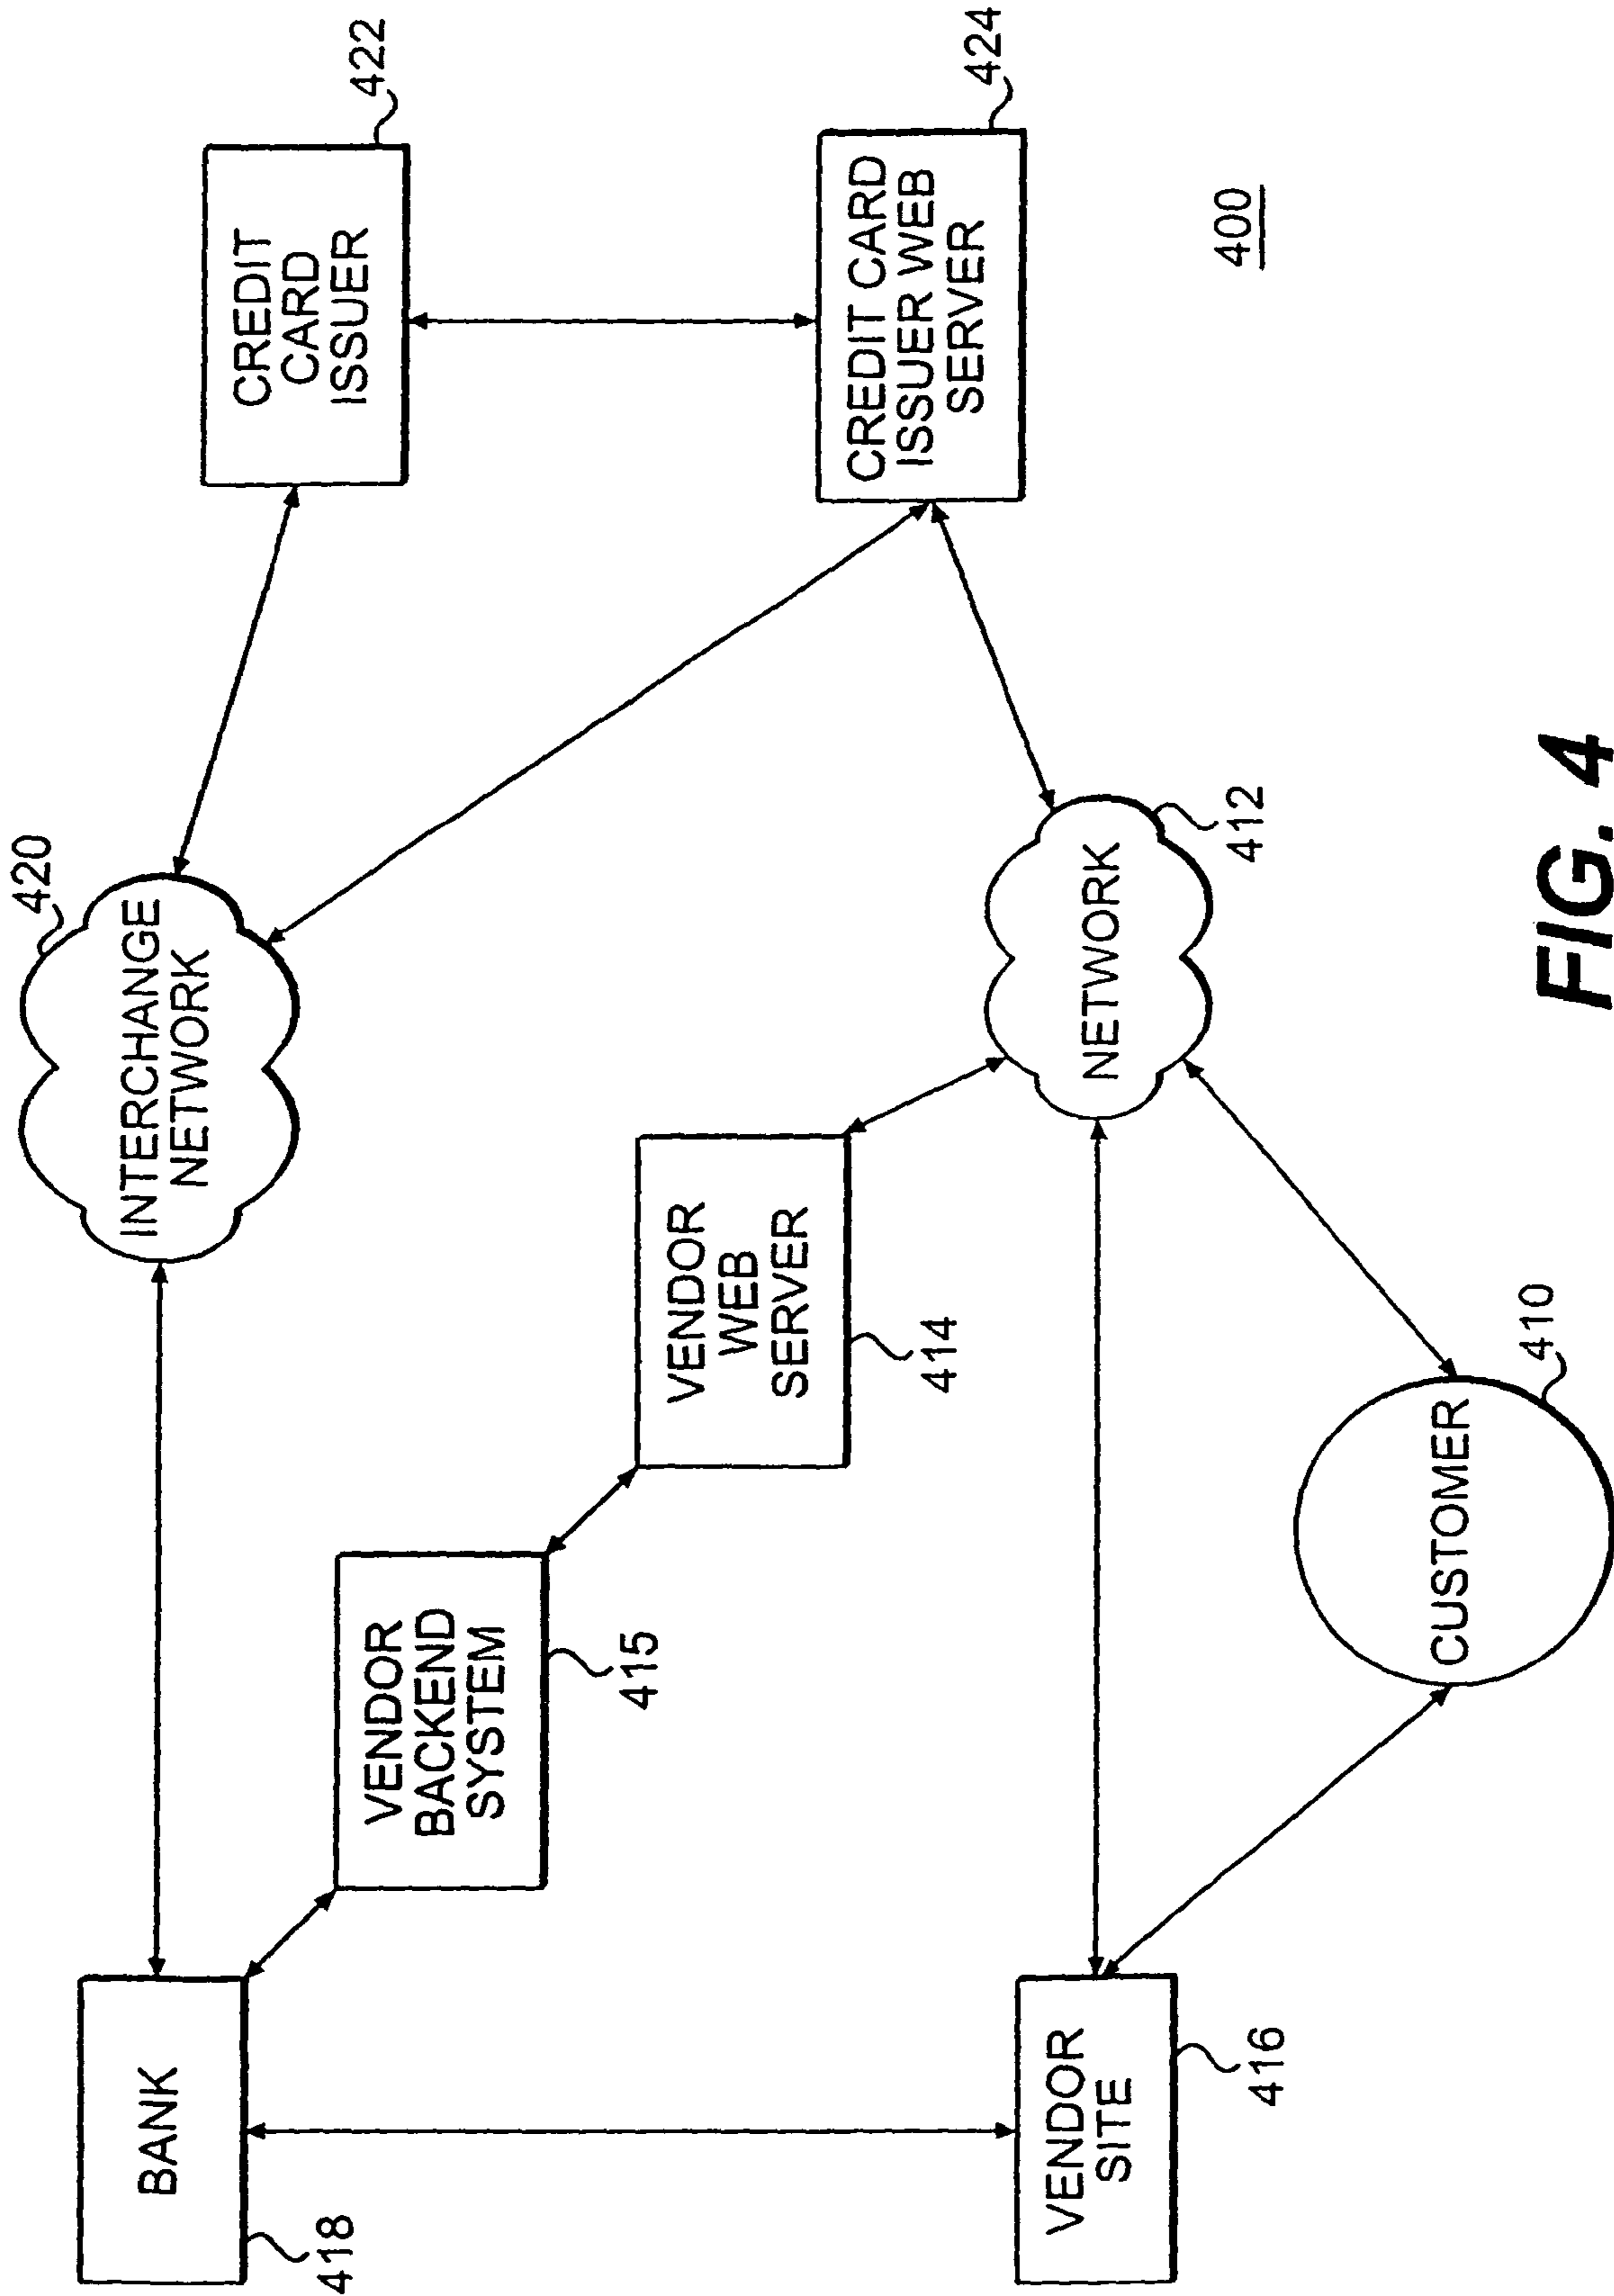 BANK
418
INTERCHANGE
NETWORK
420
CREDIT
CARD
ISSUER
422
VENDOR
BACKEND
SYSTEM
415
VENDOR
WEB
SERVER
414
CREDIT CARD
ISSUER WEB
SERVER
424
VENDOR
SITE
416
NETWORK
412
CUSTOMER
410
400
FIG. 4